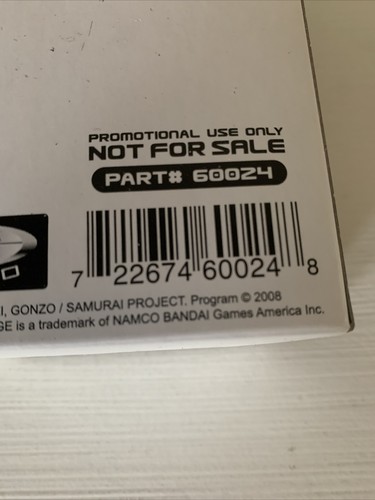 PROMOTIONAL USE ONLY
NOT FOR SALE
PART# 60024
7 22674 60024 8
I, GONZO / SAMURAI PROJECT. Program © 2008
GE is a trademark of NAMCO BANDAI Games America Inc.